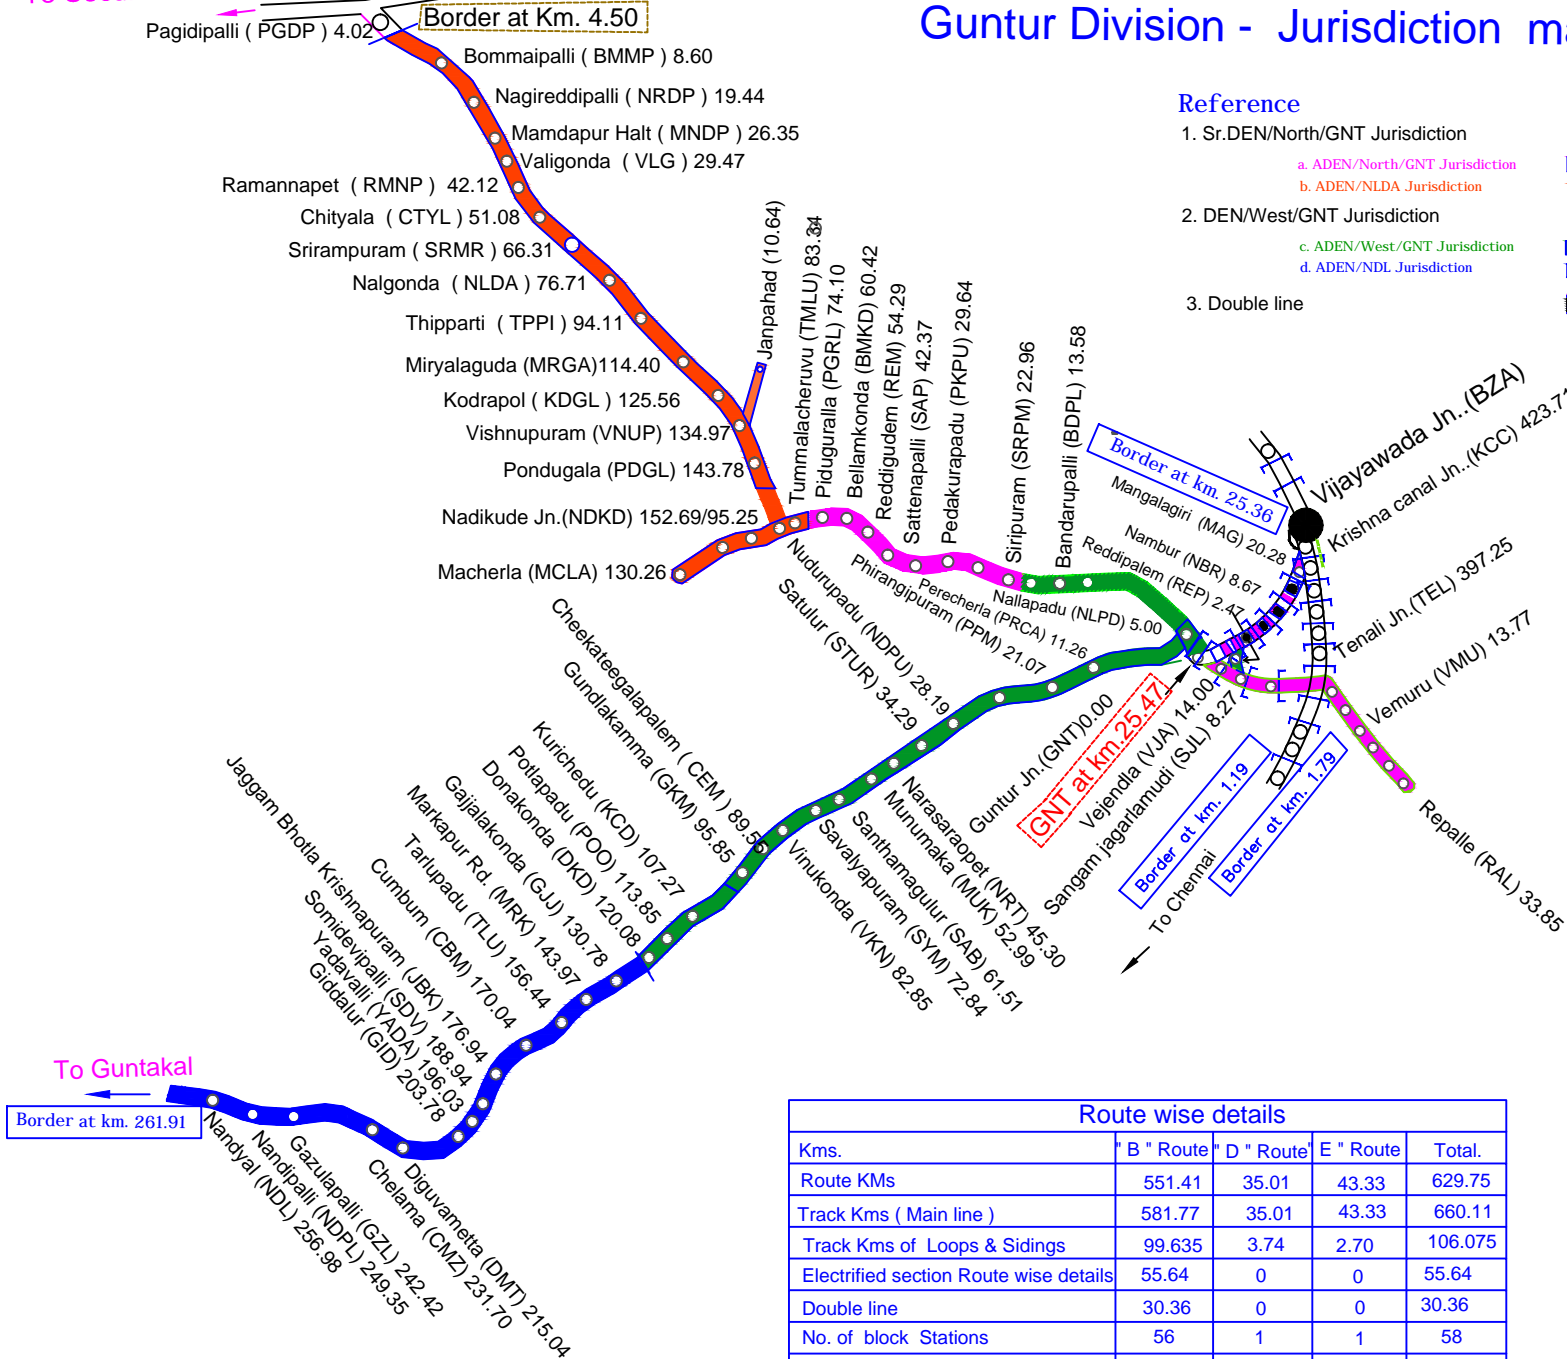 Guntur Division - Jurisdiction
Pagidipalli ( PGDP ) 4.02
Border at Km. 4.50
Bommaipalli ( BMMP ) 8.60
Nagireddipalli ( NRDP ) 19.44
Mamdapur Halt ( MNDP ) 26.35
Valigonda ( VLG ) 29.47
Ramannapet ( RMNP ) 42.12
Chityala ( CTYL ) 51.08
Srirampuram ( SRMR ) 66.31
Nalgonda ( NLDA ) 76.71
Thipparti ( TPPI ) 94.11
Miryalaguda (MRGA)114.40
Kodrapol ( KDGL ) 125.56
Vishnupuram (VNUP) 134.97
Pondugala (PDGL) 143.78
Nadikude Jn.(NDKD) 152.69/95.25
Macherla (MCLA) 130.26
Reference
1. Sr.DEN/North/GNT Jurisdiction
a. ADEN/North/GNT Jurisdiction
b. ADEN/NLDA Jurisdiction
2. DEN/West/GNT Jurisdiction
c. ADEN/West/GNT Jurisdiction
d. ADEN/NDL Jurisdiction
3. Double line
Janpahad (10.64)
Tummalacheruvu (TMLU)
Piduguralla (PGRL) 74.10
Bellamkonda (BMKD) 60.42
Reddigudem (REM) 54.29
Sattenapalli (SAP) 42.37
Pedakurapadu (PKPU) 29.64
Siripuram (SRPM) 22.96
Bandarupalli (BDPL) 13.58
Border at km. 25.36
Mangalagiri (MAG) 20.28
Nambur (NBR) 8.67
Reddipalem (REP) 2.47
Nallapadu (NLPD) 5.00
Perecherla (PRCA) 11.26
Phirangipuram (PPM) 21.07
Nudurupadu (NDPU) 28.19
Satulur (STUR) 34.29
Vijayawada Jn..(BZA)
Krishna canal Jn..(KCC) 423.71
Tenali Jn.(TEL) 397.25
Vemuru (VMU) 13.77
Repalle (RAL) 33.85
Guntur Jn.(GNT)0.00
GNT at km.25.47
Vejendla (VJA) 14.00
Sangam jagarlamudi (SJL) 8.27
Border at km. 1.19
To Chennai
Border at km. 1.79
Narasaraopet (NRT) 45.30
Munumaka (MUK) 52.99
Santhamagulur (SAB) 61.51
Savalyapuram (SYM) 72.84
Vinukonda (VKN) 82.85
Cheekateegalapalem ( CEM )
Gundlakamma (GKM) 95.85
Kurichedu (KCD) 107.27
Potlapadu (POO) 113.85
Donakonda (DKD) 120.08
Gajjalakonda (GJJ) 130.78
Markapur Rd. (MRK) 143.97
Tarlupadu (TLU) 156.44
Cumbum (CBM) 170.04
Jaggam Bhotla Krishnapuram (JBK) 176.94
Somidevipalli (SDV) 188.94
Yadavalli (YADA) 196.03
Giddalur (GID) 203.78
Diguvametta (DMT) 215.04
Chelama (CMZ) 231.70
Gazulapalli (GZL) 242.42
Nandipalli (NDPL) 249.35
Nandyal (NDL) 256.98
To Guntakal
Border at km. 261.91
Route wise details
Kms. " B " Route " D " Route" E " Route Total.
Route KMs 551.41 35.01 43.33 629.75
Track Kms ( Main line ) 581.77 35.01 43.33 660.11
Track Kms of Loops & Sidings 99.635 3.74 2.70 106.075
Electrified section Route wise details 55.64 0 0 55.64
Double line 30.36 0 0 30.36
No. of block Stations 56 1 1 58